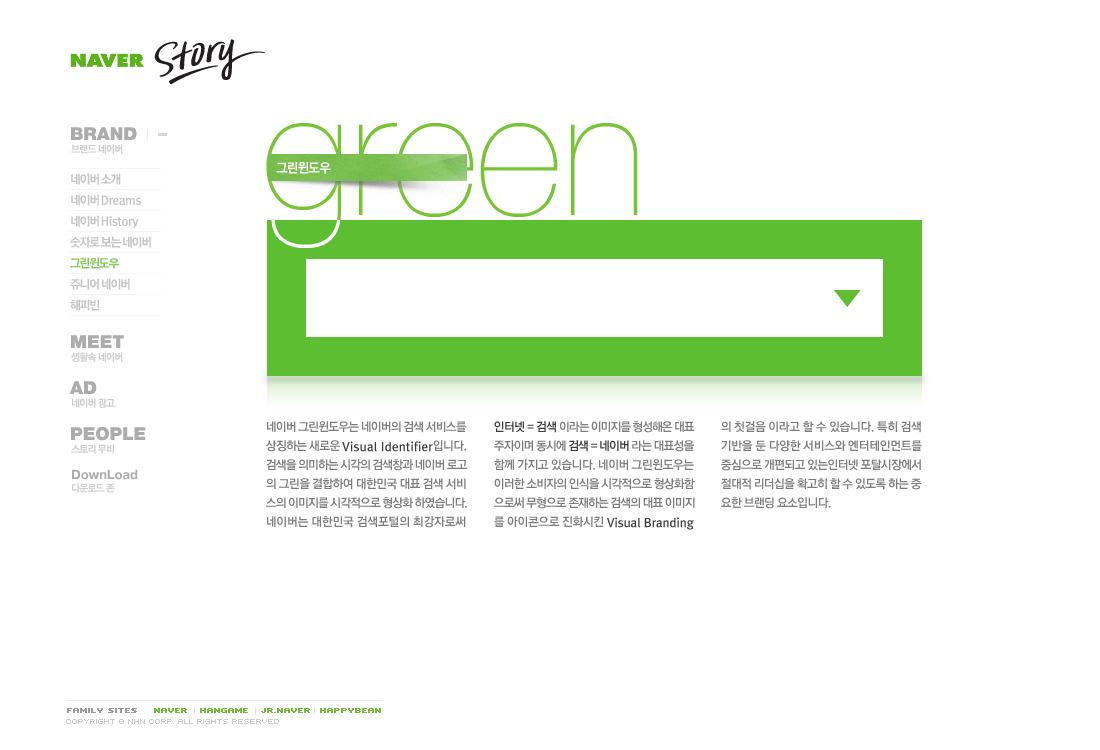 NAVER Story
BRAND
브랜드 네이버
네이버 소개
네이버 Dreams
네이버 History
숫자로 보는 네이버
그린윈도우
쥬니어 네이버
해피빈
MEET
생활속 네이버
AD
네이버 광고
PEOPLE
스토리 무비
DownLoad
다운로드 존
green
그린윈도우
네이버 그린윈도우는 네이버의 검색 서비스를
상징하는 새로운 Visual Identifier입니다.
검색을 의미하는 시각의 검색창과 네이버 로고
의 그린을 결합하여 대한민국 대표 검색 서비
스의 이미지를 시각적으로 형상화 하였습니다.
네이버는 대한민국 검색포털의 최강자로써
인터넷 = 검색 이라는 이미지를 형성해온 대표
주자이며 동시에 검색 = 네이버 라는 대표성을
함께 가지고 있습니다. 네이버 그린윈도우는
이러한 소비자의 인식을 시각적으로 형상화함
으로써 무형으로 존재하는 검색의 대표 이미지
를 아이콘으로 진화시킨 Visual Branding
의 첫걸음 이라고 할 수 있습니다. 특히 검색
기반을 둔 다양한 서비스와 엔터테인먼트를
중심으로 개편되고 있는인터넷 포탈시장에서
절대적 리더십을 확고히 할 수 있도록 하는 중
요한 브랜딩 요소입니다.
FAMILY SITES NAVER | HANGAME | JR.NAVER | HAPPYBEAN
COPYRIGHT @ NHN CORP. ALL RIGHTS RESERVED